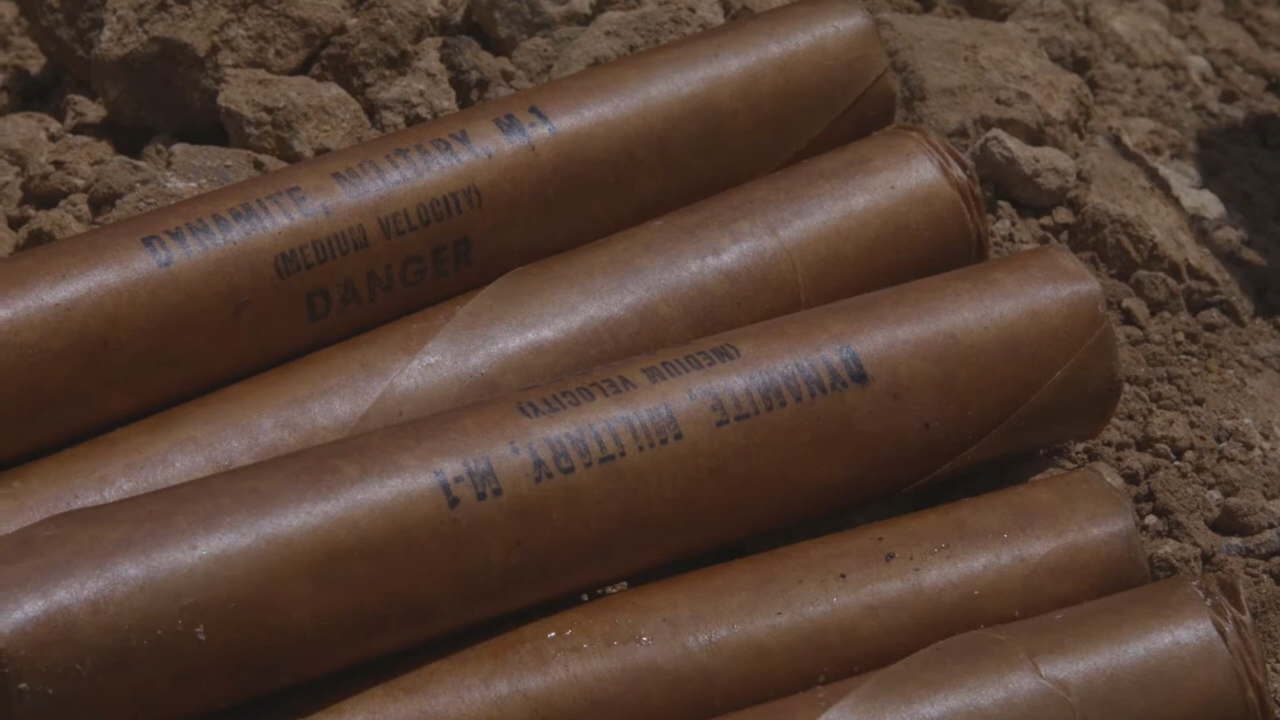 DYNAMITE, MILITARY, M-1
(MEDIUM VELOCITY)
DANGER
DYNAMITE, MILITARY, M-1
(MEDIUM VELOCITY)